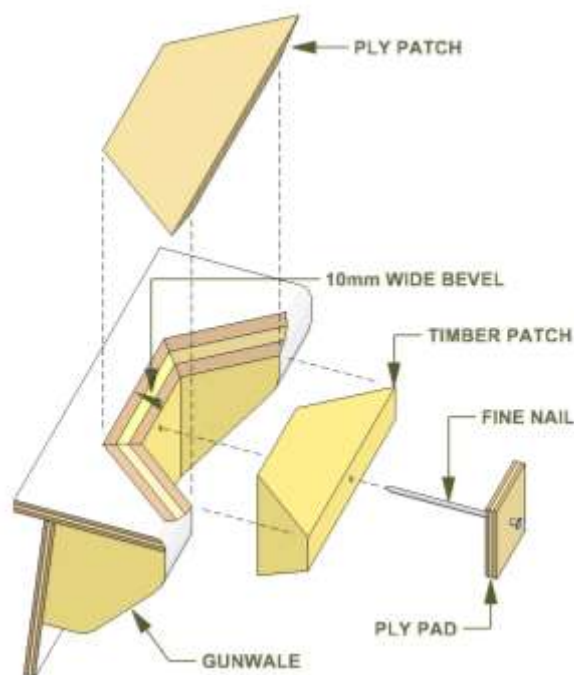 PLY PATCH
10mm WIDE BEVEL
TIMBER PATCH
FINE NAIL
PLY PAD
GUNWALE